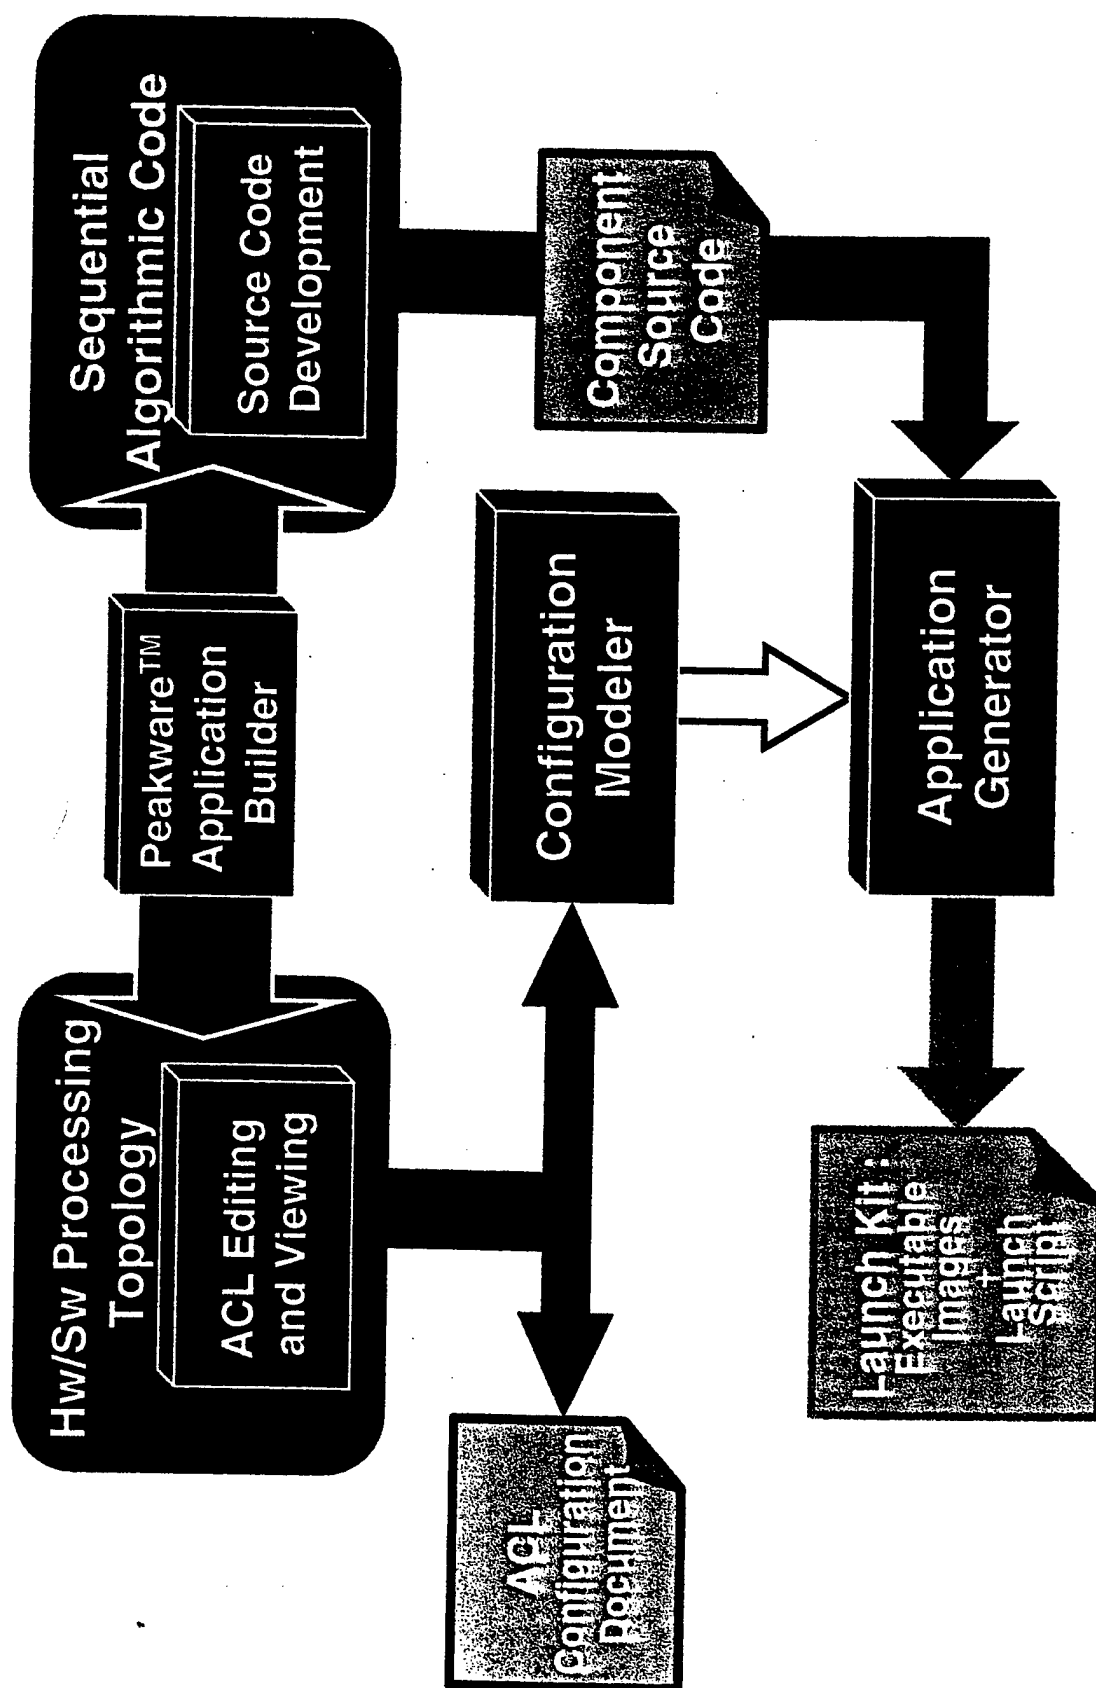 Hw/Sw Processing
Topology
ACL Editing
and Viewing
Peakware™
Application
Builder
Sequential
Algorithmic Code
Source Code
Development
ACL
Configuration
Document
Configuration
Modeler
Component
Source
Code
Launch Kit :
Executable
Images
+
Launch
Script
Application
Generator